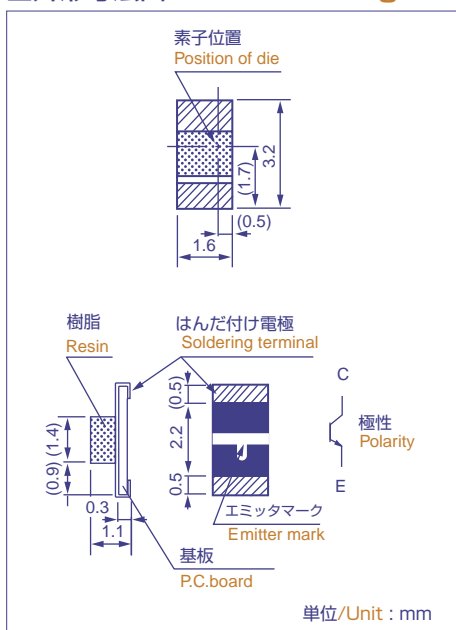 素子位置
Position of die
3.2
(1.7)
(0.5)
1.6
樹脂
Resin
はんだ付け電極
Soldering terminal
(0.5)
2.2
0.5
(1.4)
(0.9)
0.3
1.1
J
C
極性
Polarity
E
エミッタマーク
Emitter mark
基板
P.C.board
単位/Unit : mm